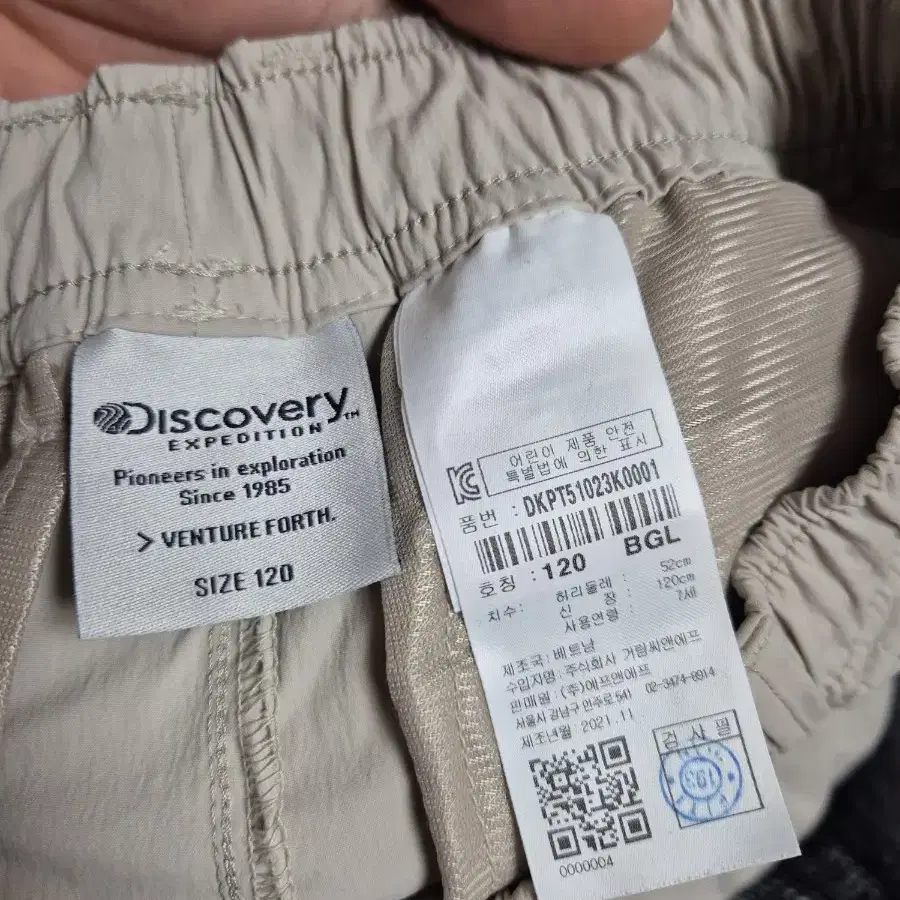 Discovery™
EXPEDITION
Pioneers in exploration
Since 1985
> VENTURE FORTH.
SIZE 120
어린이 제품 안전
특별법에 의한 표시
품번 : DKPT51023K0001
호칭 : 120 BGL
치수 : 허리둘레 : 52cm
신 장 : 120cm
사용연령 : 7세
제조국 : 베트남
수입자명 : 주식회사 거림씨앤에프
판매원 : (주)에프앤에프
서울시 강남구 언주로 541 02-3474-6914
제조년월 2021.11
검사필
193
0000004